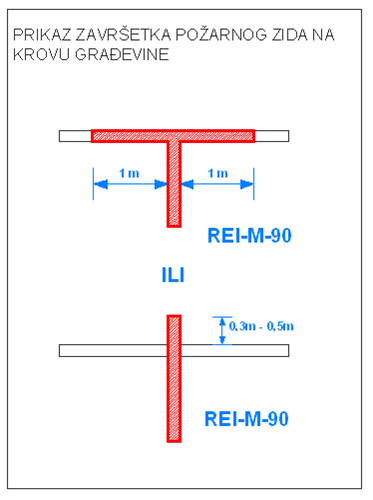 PRIKAZ ZAVRŠETKA POŽARNOG ZIDA NA
KROVU GRAĐEVINE
1 m
1 m
REI-M-90
ILI
0,3m - 0,5m
REI-M-90